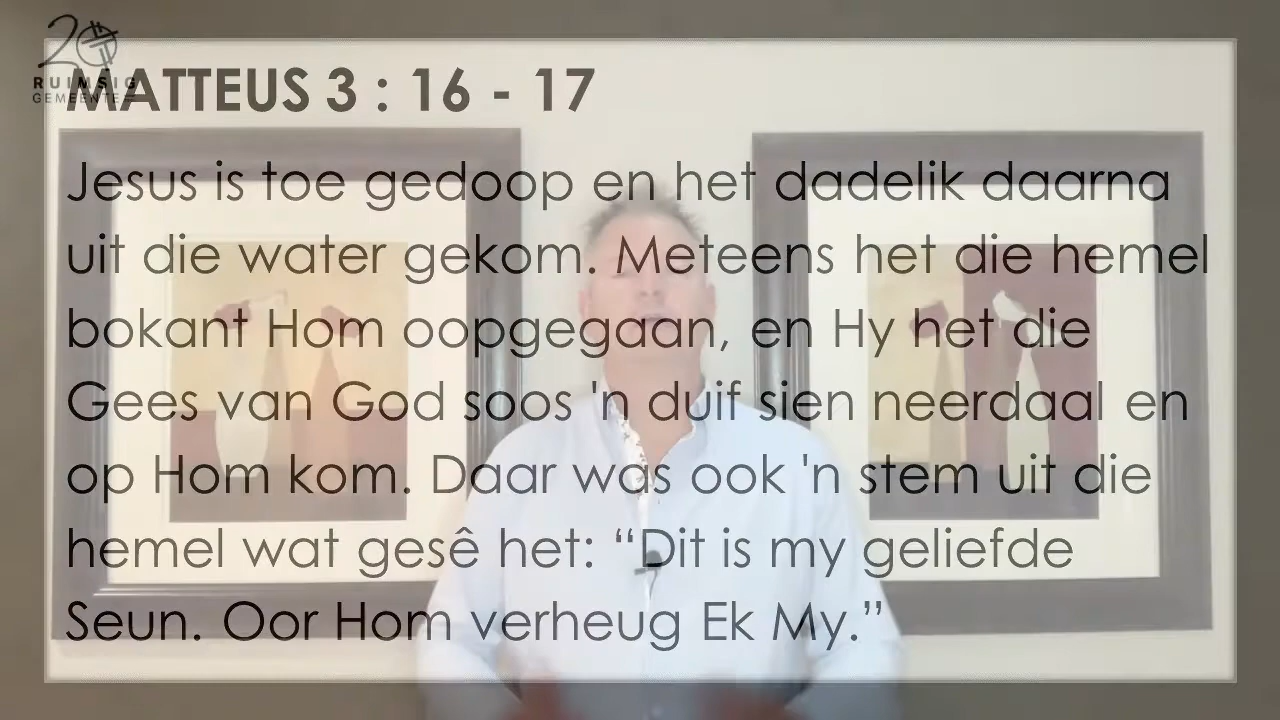 20
RUIMSIG
GEMEENTE
MATTEUS 3 : 16 - 17
Jesus is toe gedoop en het dadelik daarna
uit die water gekom. Meteens het die hemel
bokant Hom oopgegaan, en Hy het die
Gees van God soos 'n duif sien neerdaal en
op Hom kom. Daar was ook 'n stem uit die
hemel wat gesê het: “Dit is my geliefde
Seun. Oor Hom verheug Ek My.”